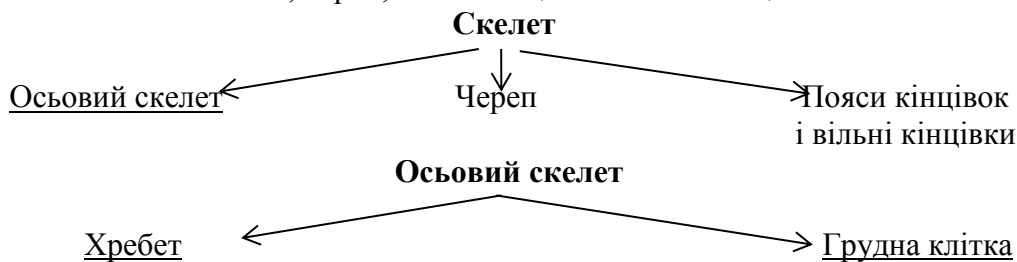 Скелет
Осьовий скелет Череп Пояси кінцівок
і вільні кінцівки
Осьовий скелет
Хребет Грудна клітка